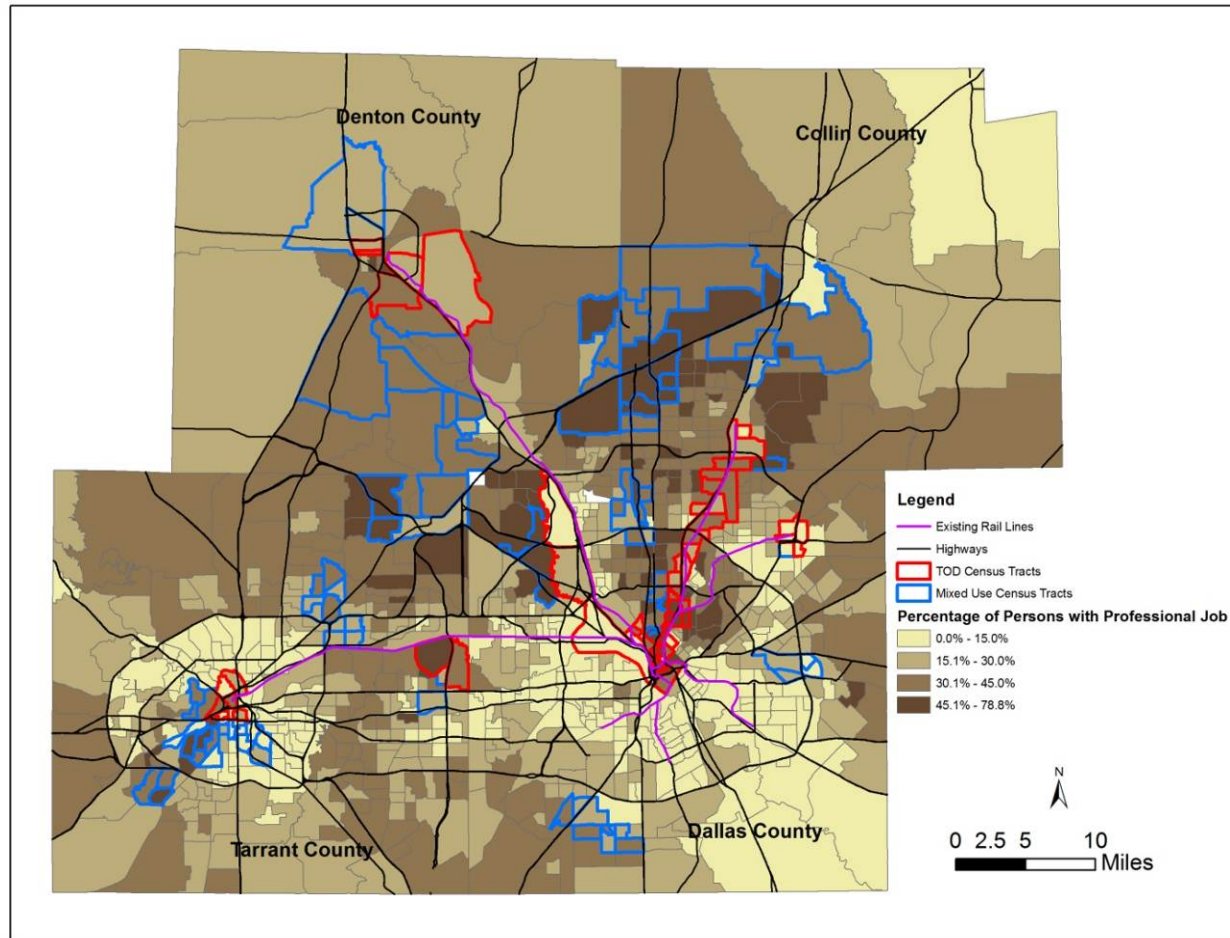 Denton County
Collin County
Legend
Existing Rail Lines
Highways
TOD Census Tracts
Mixed Use Census Tracts
Percentage of Persons with Professional Job
0.0% - 15.0%
15.1% - 30.0%
30.1% - 45.0%
45.1% - 78.8%
N
Tarrant County
Dallas County
0 2.5 5 10
Miles